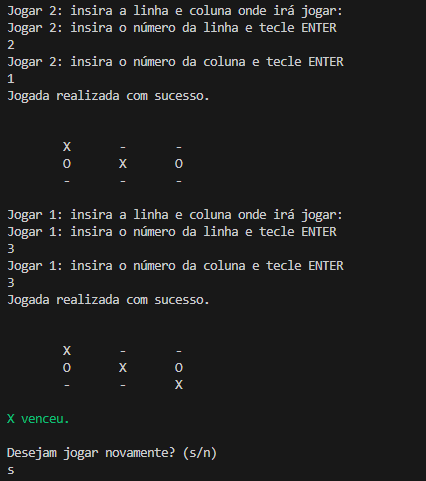 Jogar 2: insira a linha e coluna onde irá jogar:
Jogar 2: insira o número da linha e tecle ENTER
2
Jogar 2: insira o número da coluna e tecle ENTER
1
Jogada realizada com sucesso.
X - -
O X O
- - -
Jogar 1: insira a linha e coluna onde irá jogar:
Jogar 1: insira o número da linha e tecle ENTER
3
Jogar 1: insira o número da coluna e tecle ENTER
3
Jogada realizada com sucesso.
X - -
O X O
- - X
X venceu.
Desejam jogar novamente? (s/n)
s